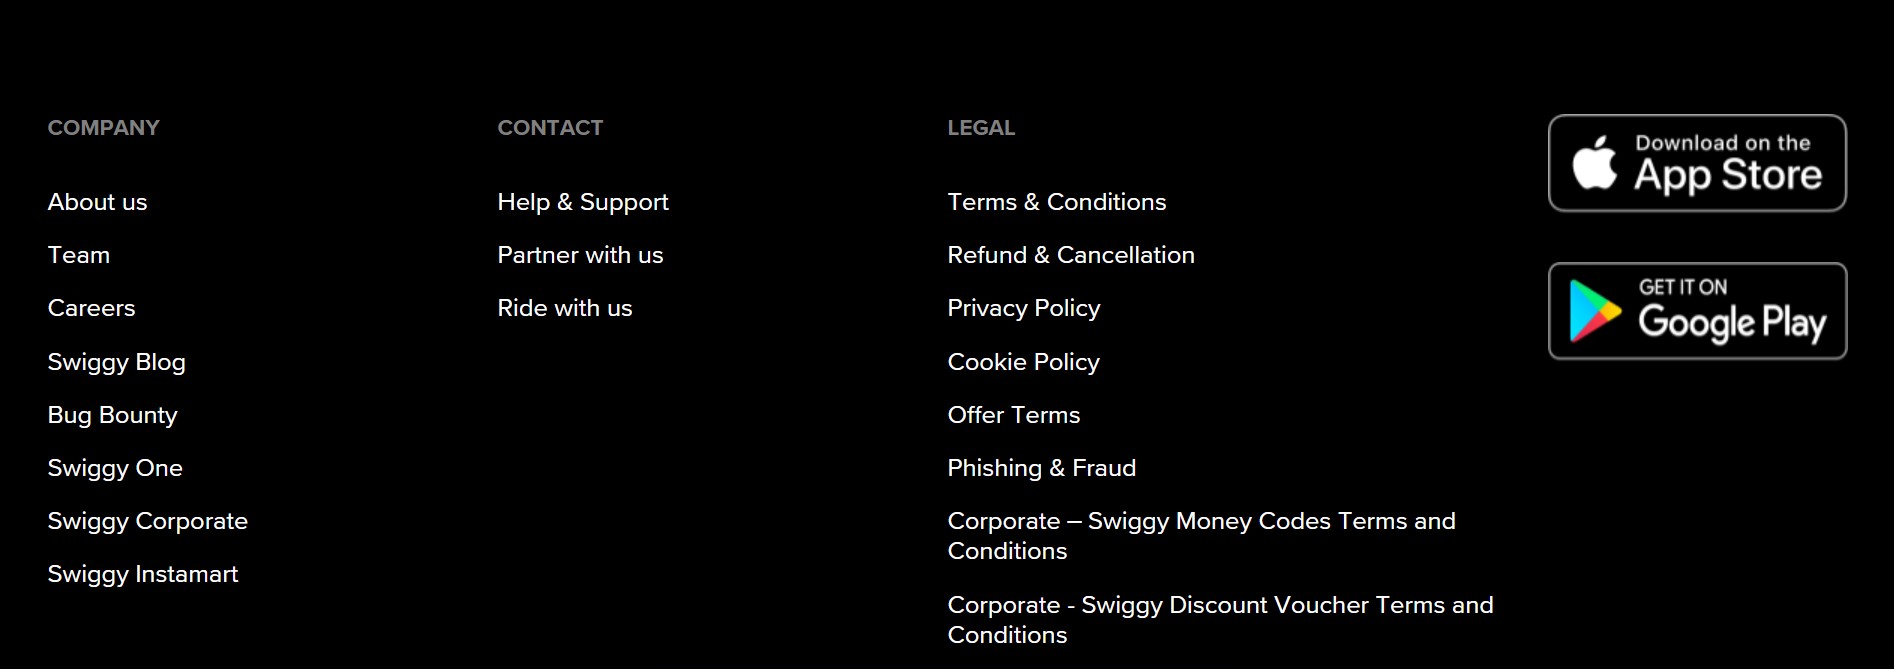 COMPANY
About us
Team
Careers
Swiggy Blog
Bug Bounty
Swiggy One
Swiggy Corporate
Swiggy Instamart
CONTACT
Help & Support
Partner with us
Ride with us
LEGAL
Terms & Conditions
Refund & Cancellation
Privacy Policy
Cookie Policy
Offer Terms
Phishing & Fraud
Corporate – Swiggy Money Codes Terms and
Conditions
Corporate - Swiggy Discount Voucher Terms and
Conditions
Download on the
App Store
GET IT ON
Google Play